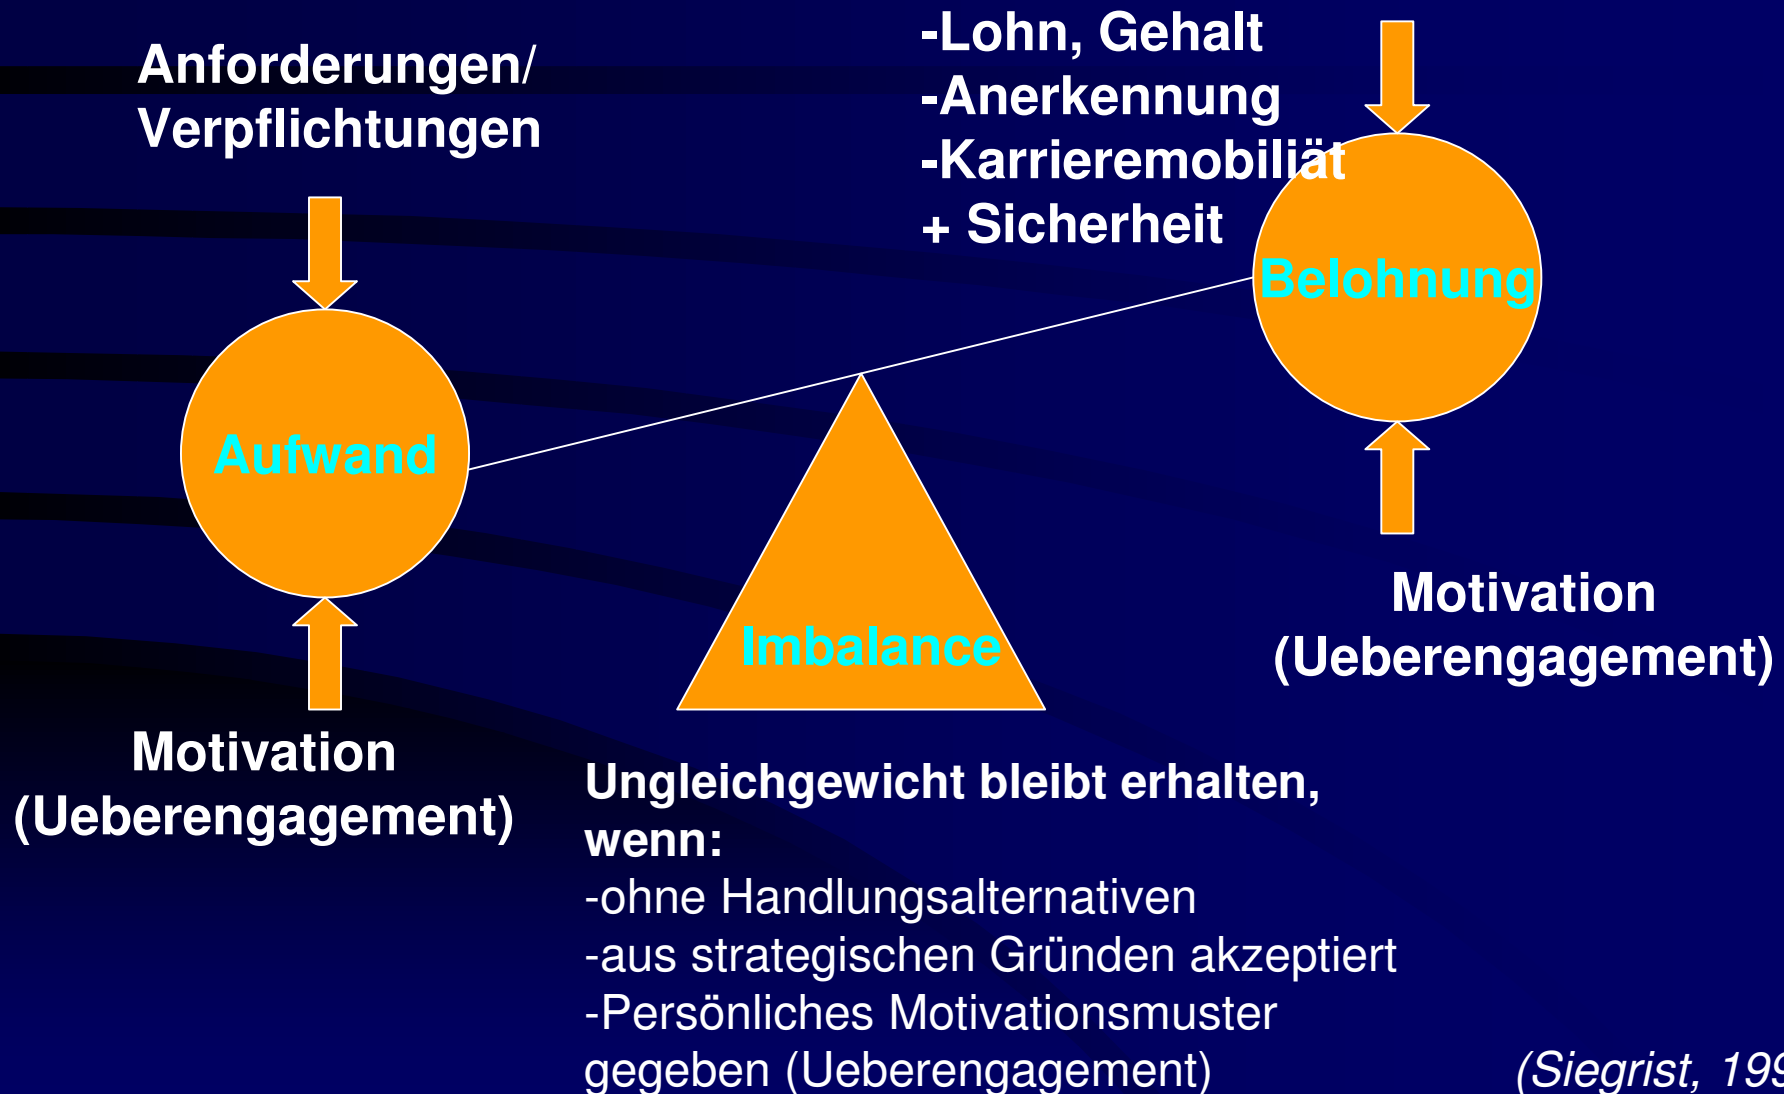 Anforderungen/
Verpflichtungen
-Lohn, Gehalt
-Anerkennung
-Karrieremobiliät
+ Sicherheit
Belohnung
Aufwand
Imbalance
Motivation
(Ueberengagement)
Motivation
(Ueberengagement)
Ungleichgewicht bleibt erhalten,
wenn:
-ohne Handlungsalternativen
-aus strategischen Gründen akzeptiert
-Persönliches Motivationsmuster
gegeben (Ueberengagement)
(Siegrist,